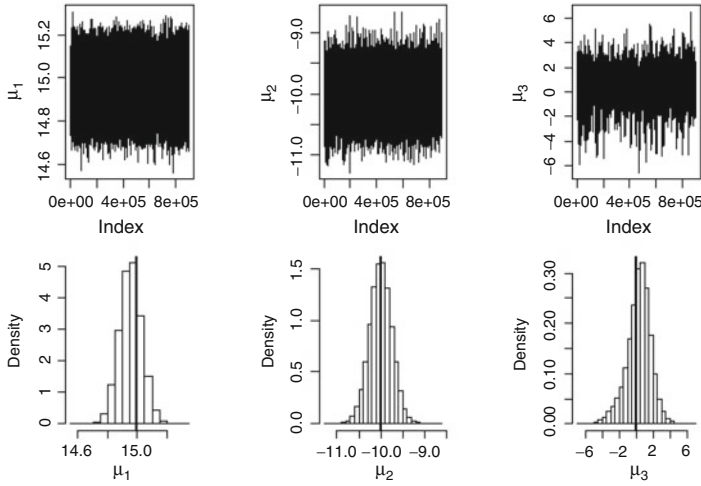 μ1
15.2
15.0
14.8
14.6
0e+00 4e+05 8e+05
Index
μ2
−9.0
−10.0
−11.0
0e+00 4e+05 8e+05
Index
μ3
6
4
2
0
−2
−4
−6
0e+00 4e+05 8e+05
Index
Density
5
4
3
2
1
0
14.6 15.0
μ1
Density
1.5
1.0
0.5
0.0
−11.0 −10.0 −9.0
μ2
Density
0.30
0.20
0.10
0.00
−6 −2 0 2 6
μ3